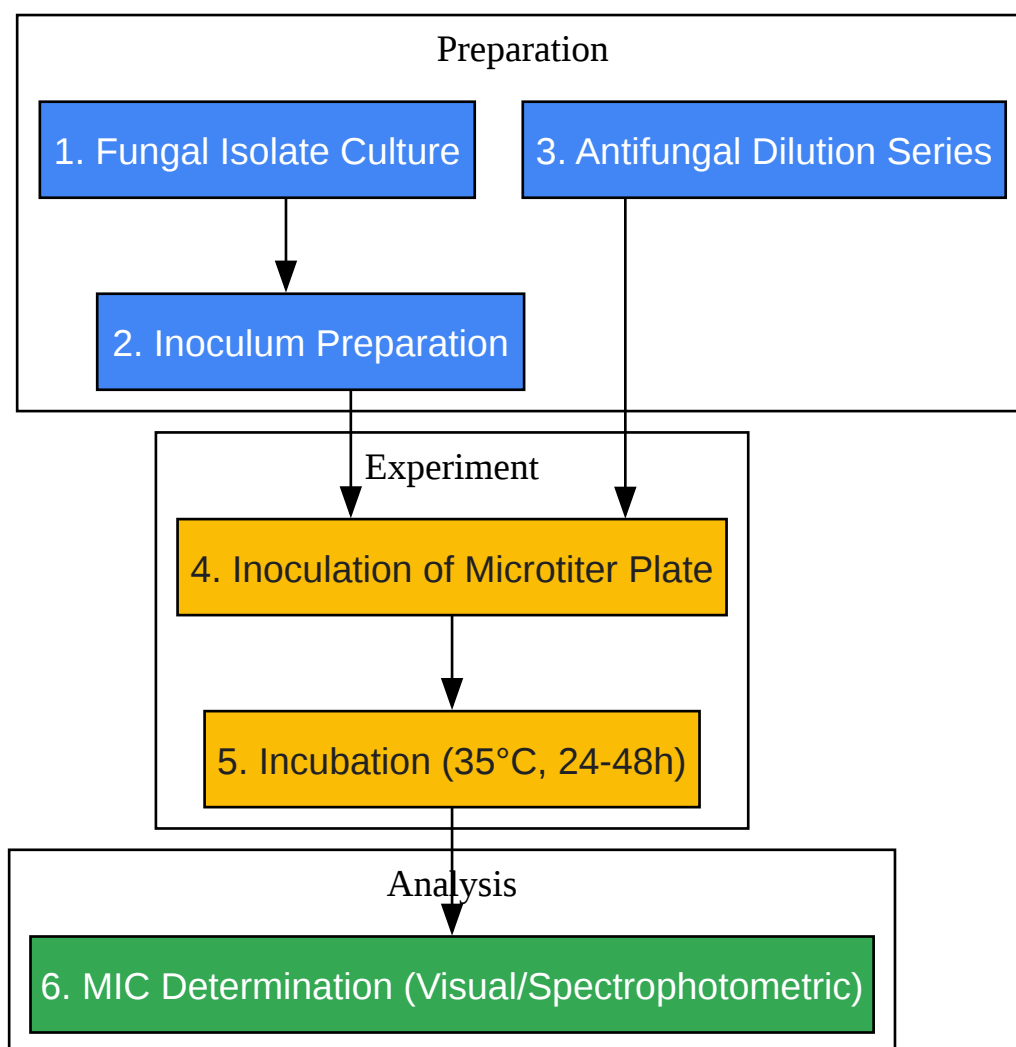 Preparation
1. Fungal Isolate Culture
3. Antifungal Dilution Series
2. Inoculum Preparation
Experiment
4. Inoculation of Microtiter Plate
5. Incubation (35°C, 24-48h)
Analysis
6. MIC Determination (Visual/Spectrophotometric)